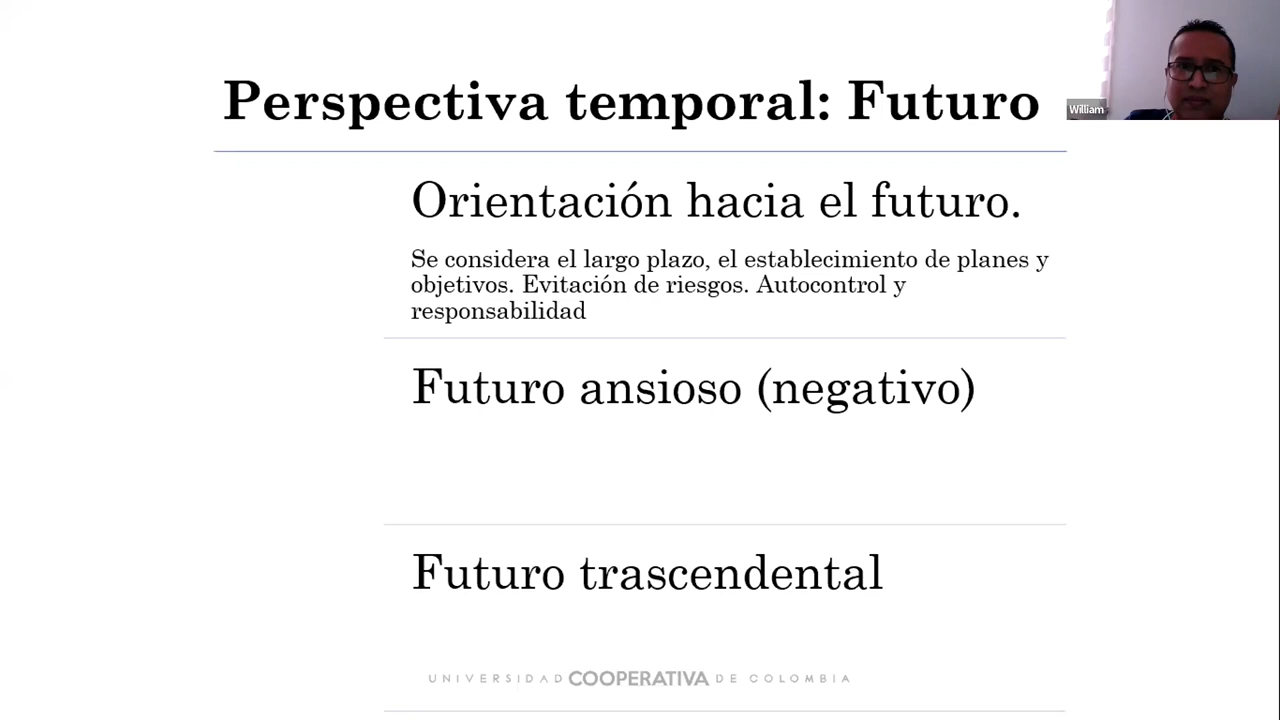 Perspectiva temporal: Futuro
William
Orientación hacia el futuro.
Se considera el largo plazo, el establecimiento de planes y
objetivos. Evitación de riesgos. Autocontrol y
responsabilidad
Futuro ansioso (negativo)
Futuro trascendental
UNIVERSIDAD COOPERATIVA DE COLOMBIA